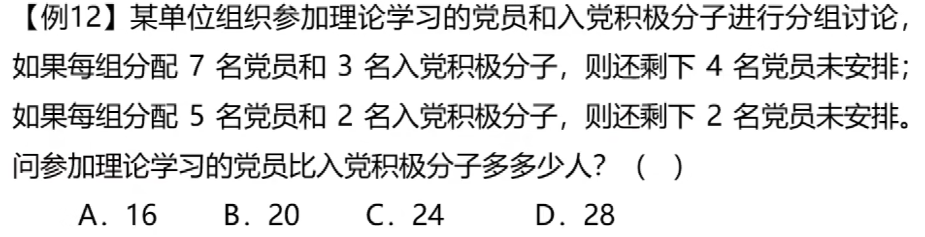 【例12】某单位组织参加理论学习的党员和入党积极分子进行分组讨论，
如果每组分配 7 名党员和 3 名入党积极分子，则还剩下 4 名党员未安排；
如果每组分配 5 名党员和 2 名入党积极分子，则还剩下 2 名党员未安排。
问参加理论学习的党员比入党积极分子多多少人？（ ）
A．16 B．20 C．24 D．28